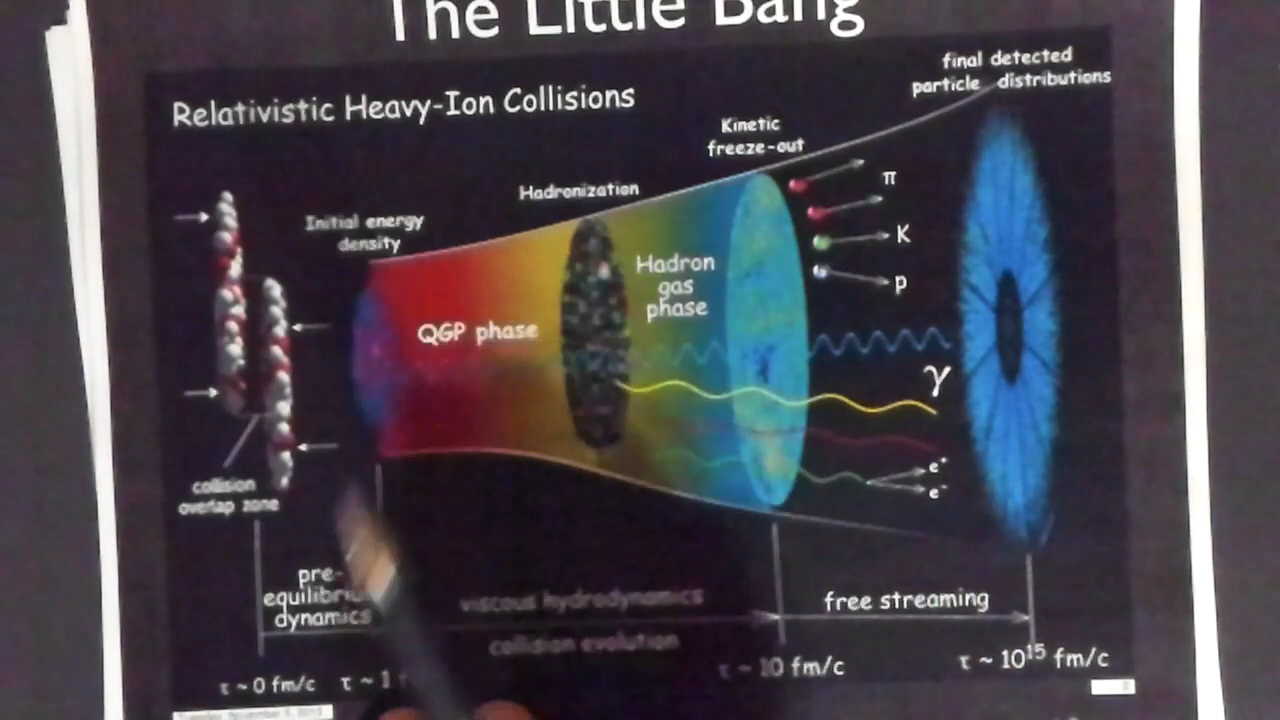 The Little Bang
Relativistic Heavy-Ion Collisions
final detected
particle distributions
Kinetic
freeze-out
Hadronization
Initial energy
density
π
K
p
Hadron
gas
phase
QGP phase
γ
e⁺
e⁻
collision
overlap zone
pre-
dynamics
viscous hydrodynamics
collision evolution
free streaming
τ ~ 0 fm/c
τ ~ 1
τ ~ 10 fm/c
τ ~ 10¹⁵ fm/c